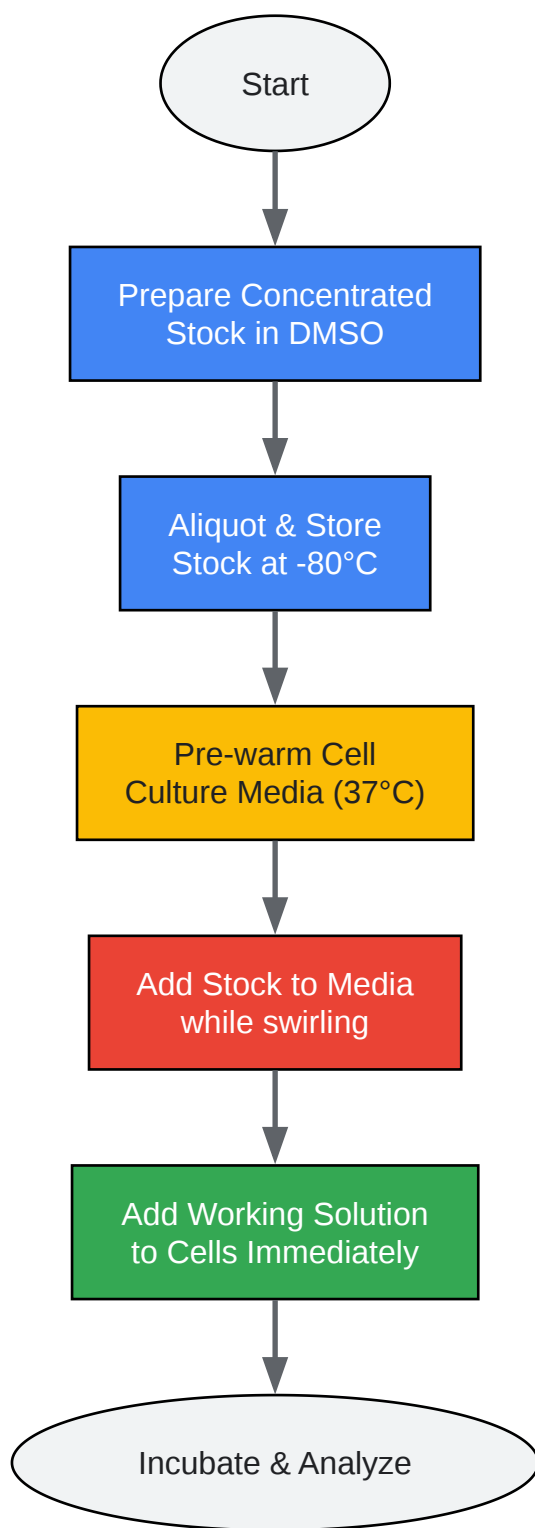 Start
Prepare Concentrated
Stock in DMSO
Aliquot & Store
Stock at -80°C
Pre-warm Cell
Culture Media (37°C)
Add Stock to Media
while swirling
Add Working Solution
to Cells Immediately
Incubate & Analyze